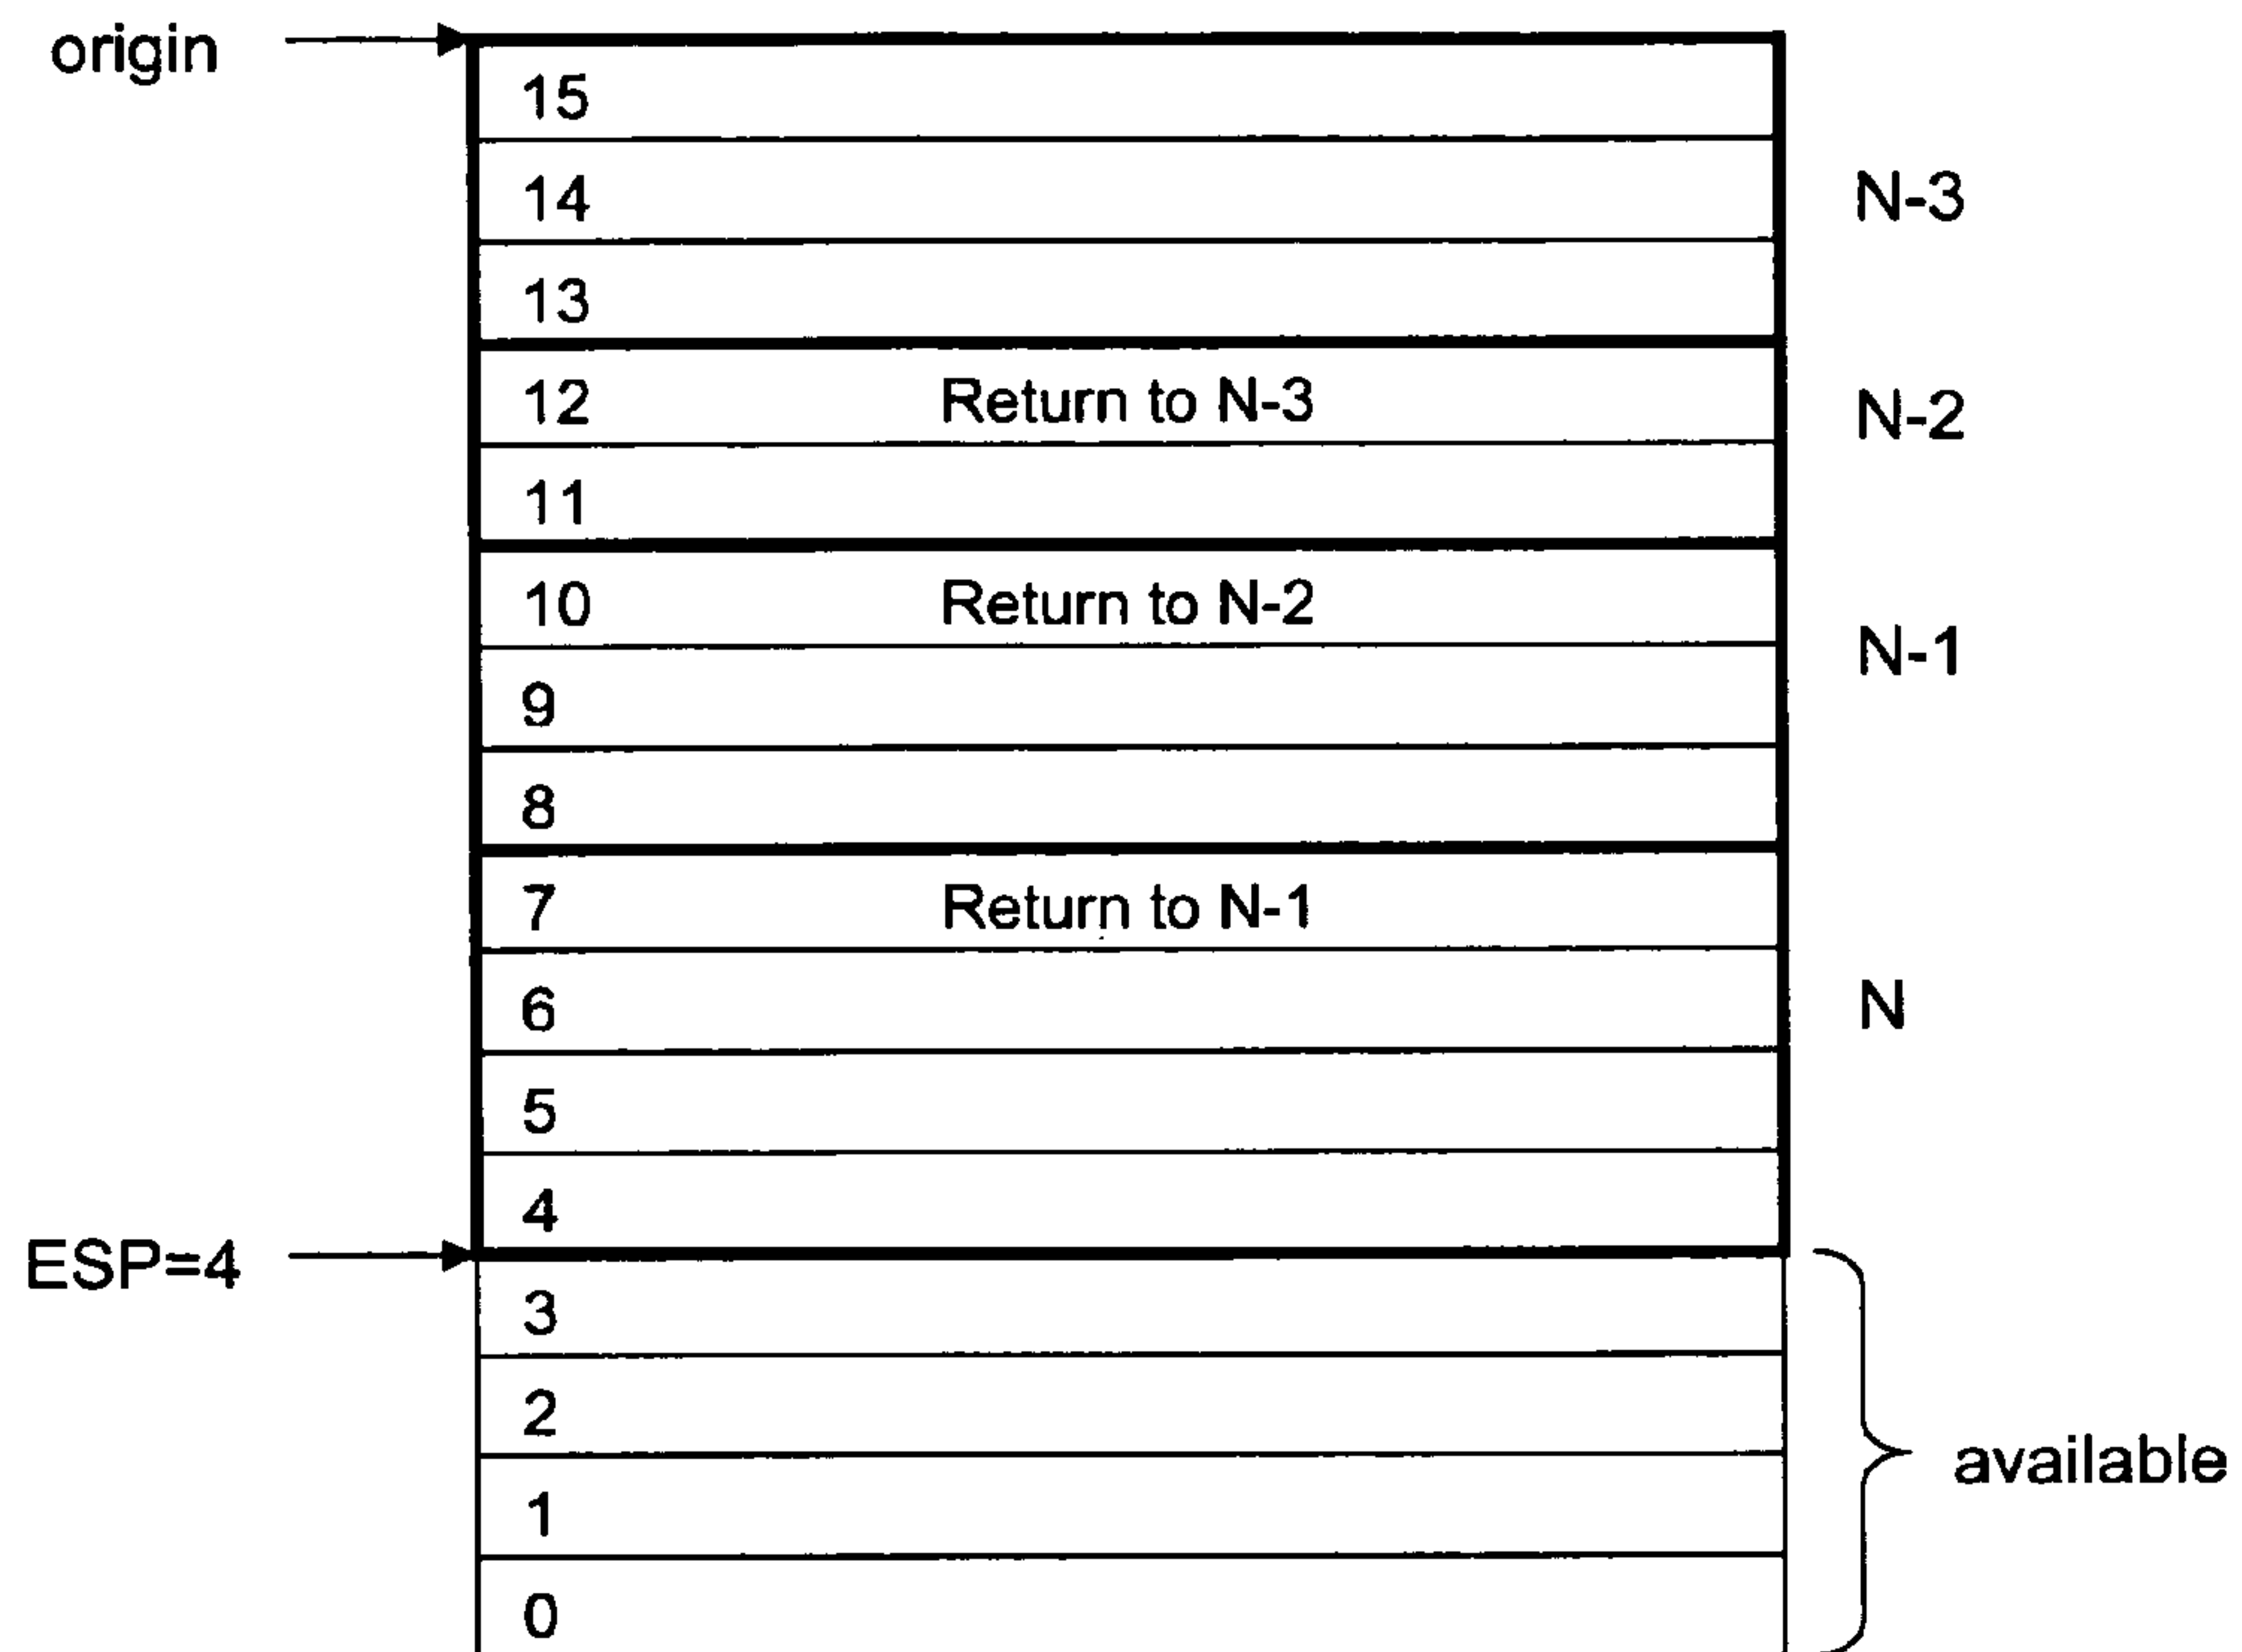 origin
15
14
N-3
13
12 Return to N-3
N-2
11
10 Return to N-2
N-1
9
8
7 Return to N-1
6
N
5
4
ESP=4
3
2
available
1
0